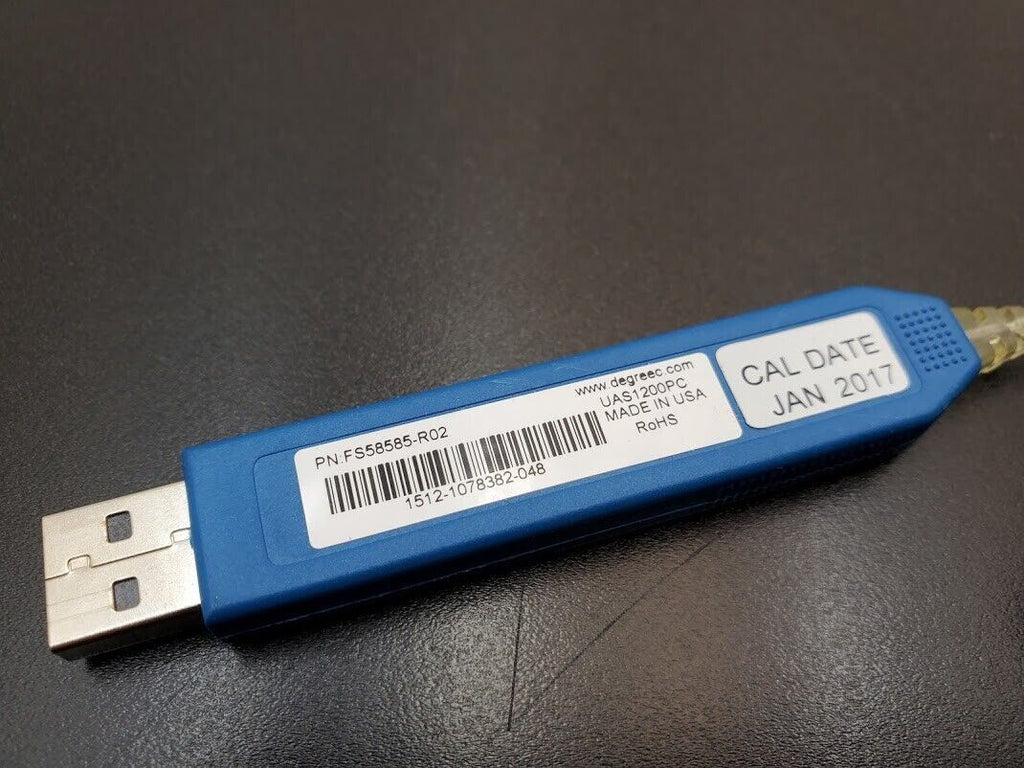 PN:FS58585-R02
1512-1078382-048
www.degreec.com
UAS1200PC
MADE IN USA
RoHS
CAL DATE
JAN 2017